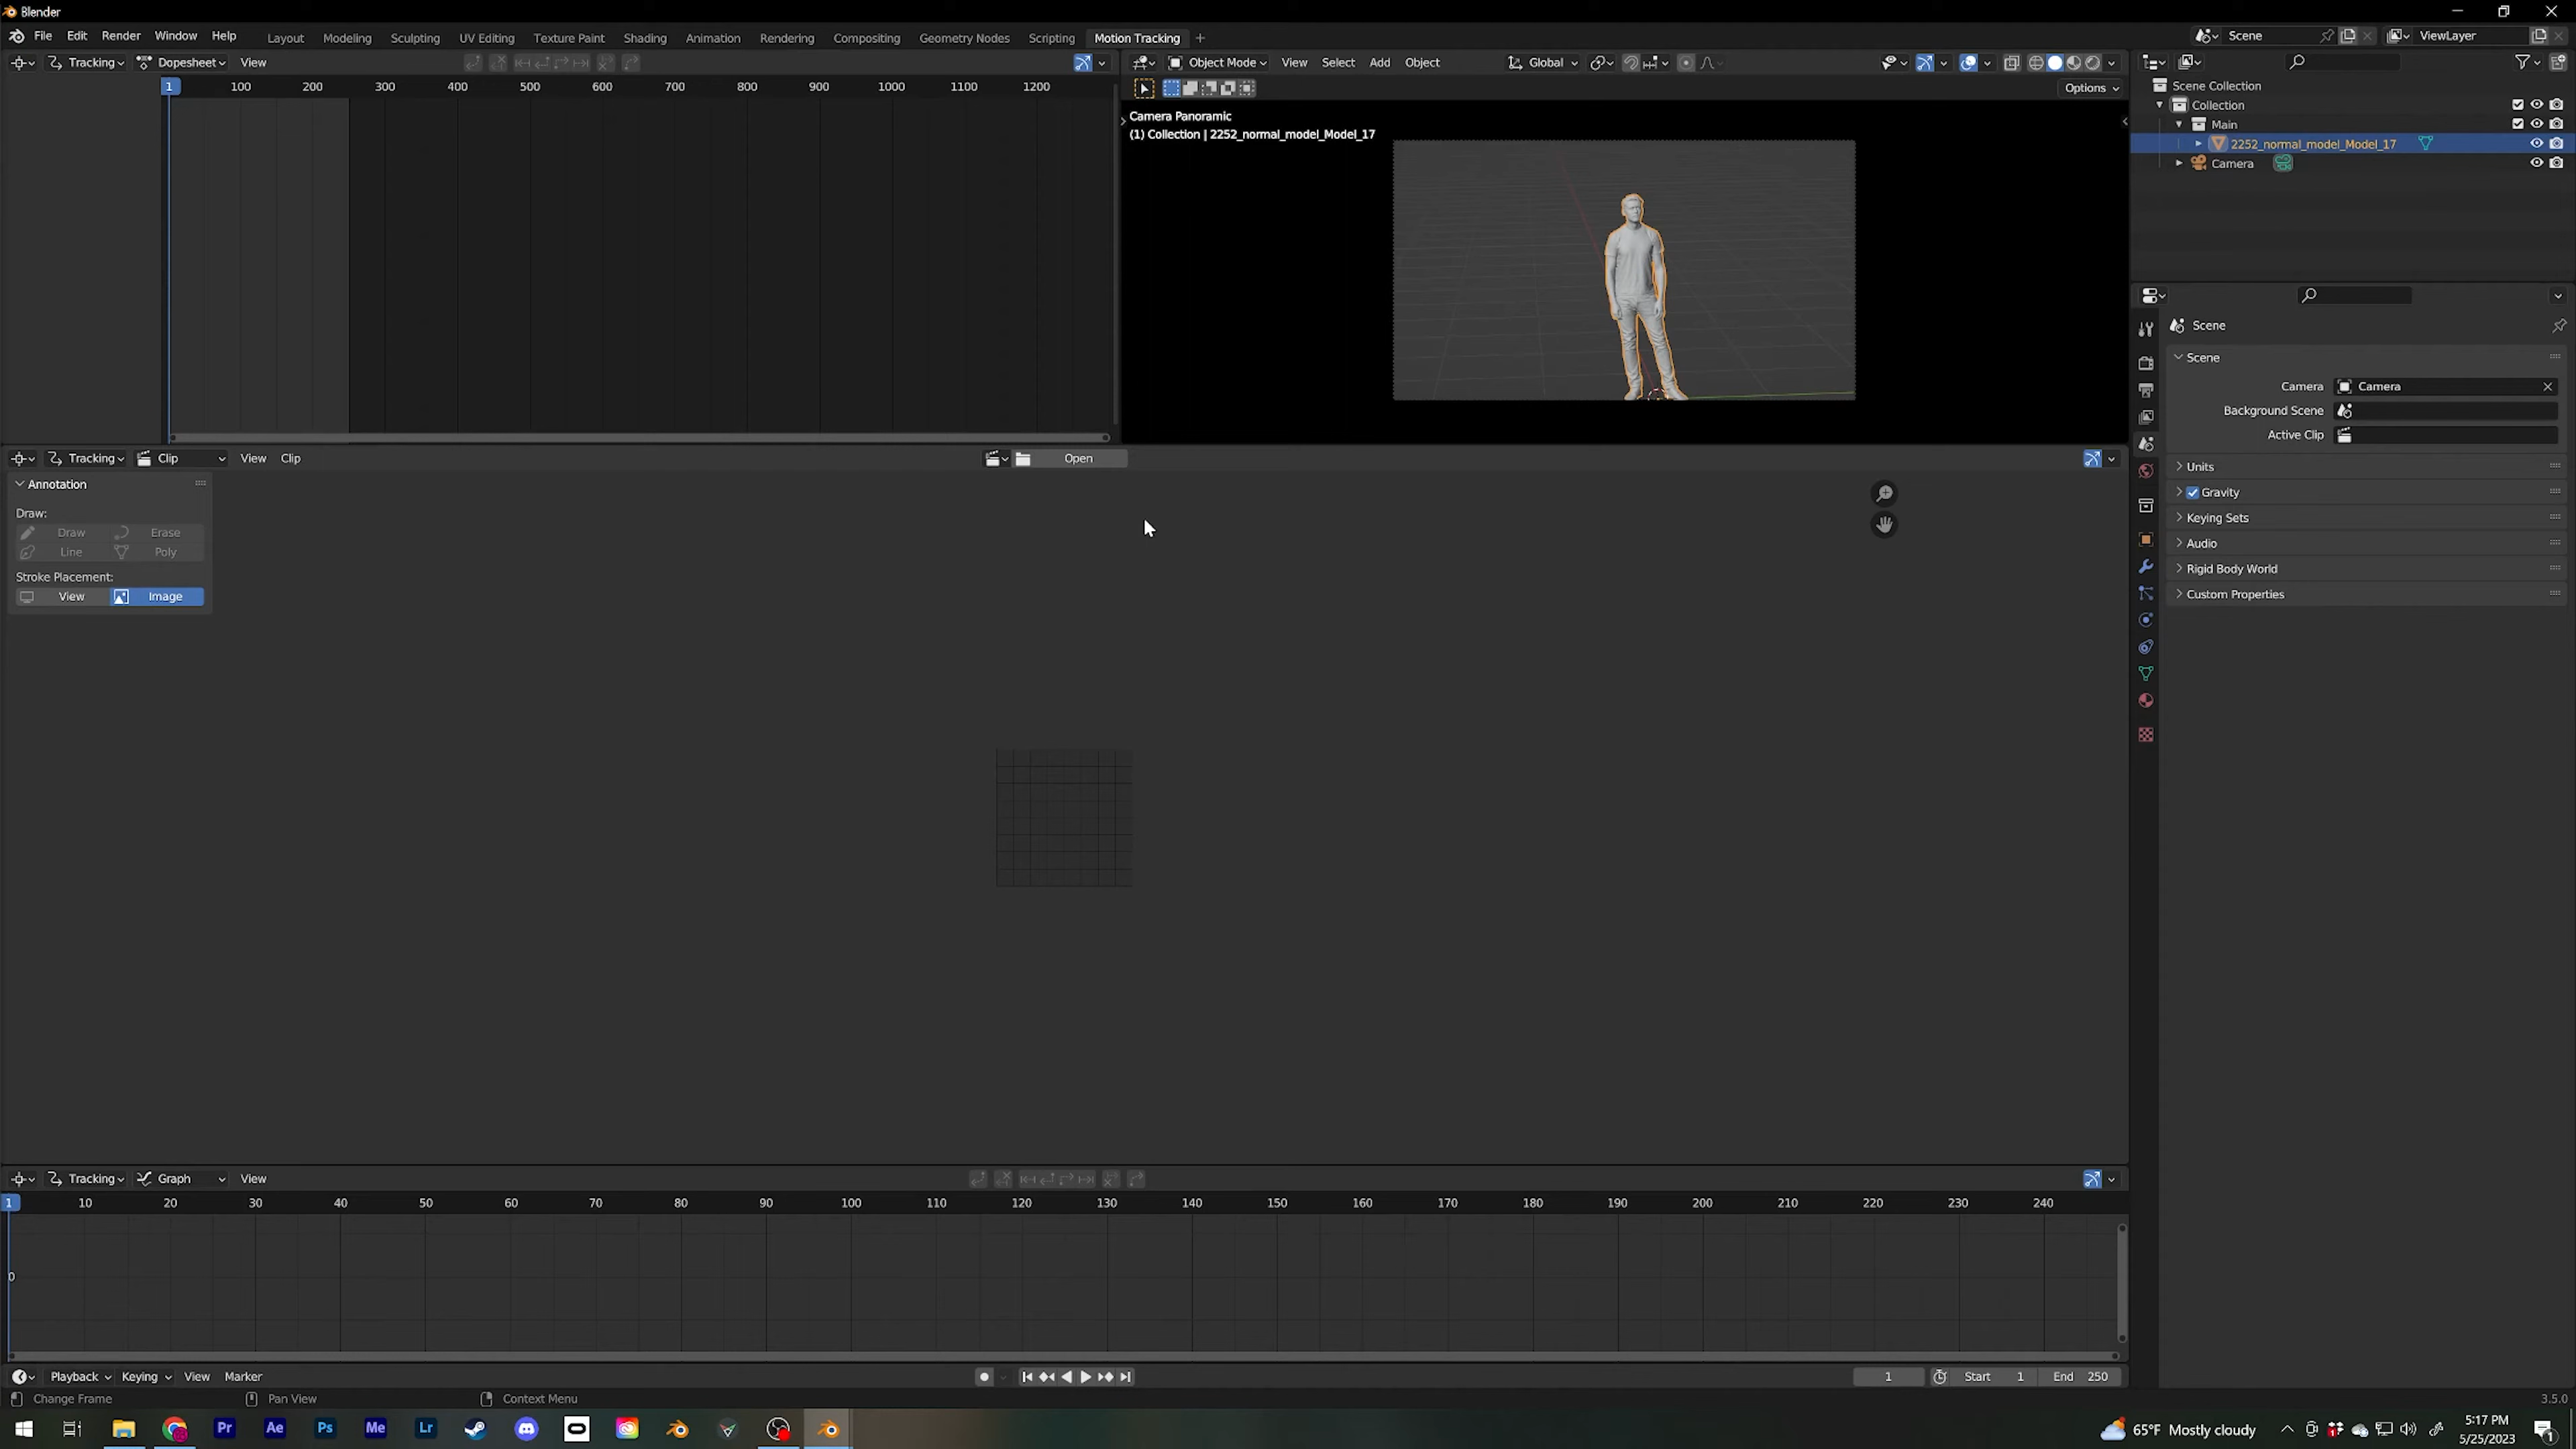 Blender
File Edit Render Window Help Layout Modeling Sculpting UV Editing Texture Paint Shading Animation Rendering Compositing Geometry Nodes Scripting Motion Tracking + Scene ViewLayer
Tracking Dopesheet View
1 100 200 300 400 500 600 700 800 900 1000 1100 1200
Object Mode View Select Add Object Global
Options
Camera Panoramic
(1) Collection | 2252_normal_model_Model_17
Scene Collection
Collection
Main
2252_normal_model_Model_17
Camera
Scene
Scene
Camera Camera
Background Scene
Active Clip
Units
Gravity
Keying Sets
Audio
Rigid Body World
Custom Properties
Tracking Clip View Clip Open
Annotation
Draw:
Draw Erase
Line Poly
Stroke Placement:
View Image
Tracking Graph View
1 10 20 30 40 50 60 70 80 90 100 110 120 130 140 150 160 170 180 190 200 210 220 230 240
0
Playback Keying View Marker 1 Start 1 End 250
Change Frame Pan View Context Menu 3.5.0
Pr Ae Ps Me Lr 65°F Mostly cloudy 5:17 PM
5/25/2023